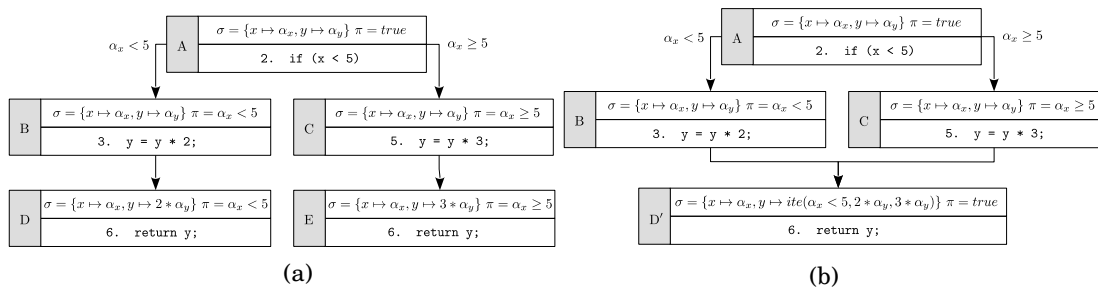 α_x < 5
A
σ = {x ↦ α_x, y ↦ α_y} π = true
2. if (x < 5)
α_x ≥ 5
B
σ = {x ↦ α_x, y ↦ α_y} π = α_x < 5
3. y = y * 2;
C
σ = {x ↦ α_x, y ↦ α_y} π = α_x ≥ 5
5. y = y * 3;
D
σ = {x ↦ α_x, y ↦ 2 * α_y} π = α_x < 5
6. return y;
E
σ = {x ↦ α_x, y ↦ 3 * α_y} π = α_x ≥ 5
6. return y;
(a)
α_x < 5
A
σ = {x ↦ α_x, y ↦ α_y} π = true
2. if (x < 5)
α_x ≥ 5
B
σ = {x ↦ α_x, y ↦ α_y} π = α_x < 5
3. y = y * 2;
C
σ = {x ↦ α_x, y ↦ α_y} π = α_x ≥ 5
5. y = y * 3;
D′
σ = {x ↦ α_x, y ↦ ite(α_x < 5, 2 * α_y, 3 * α_y)} π = true
6. return y;
(b)